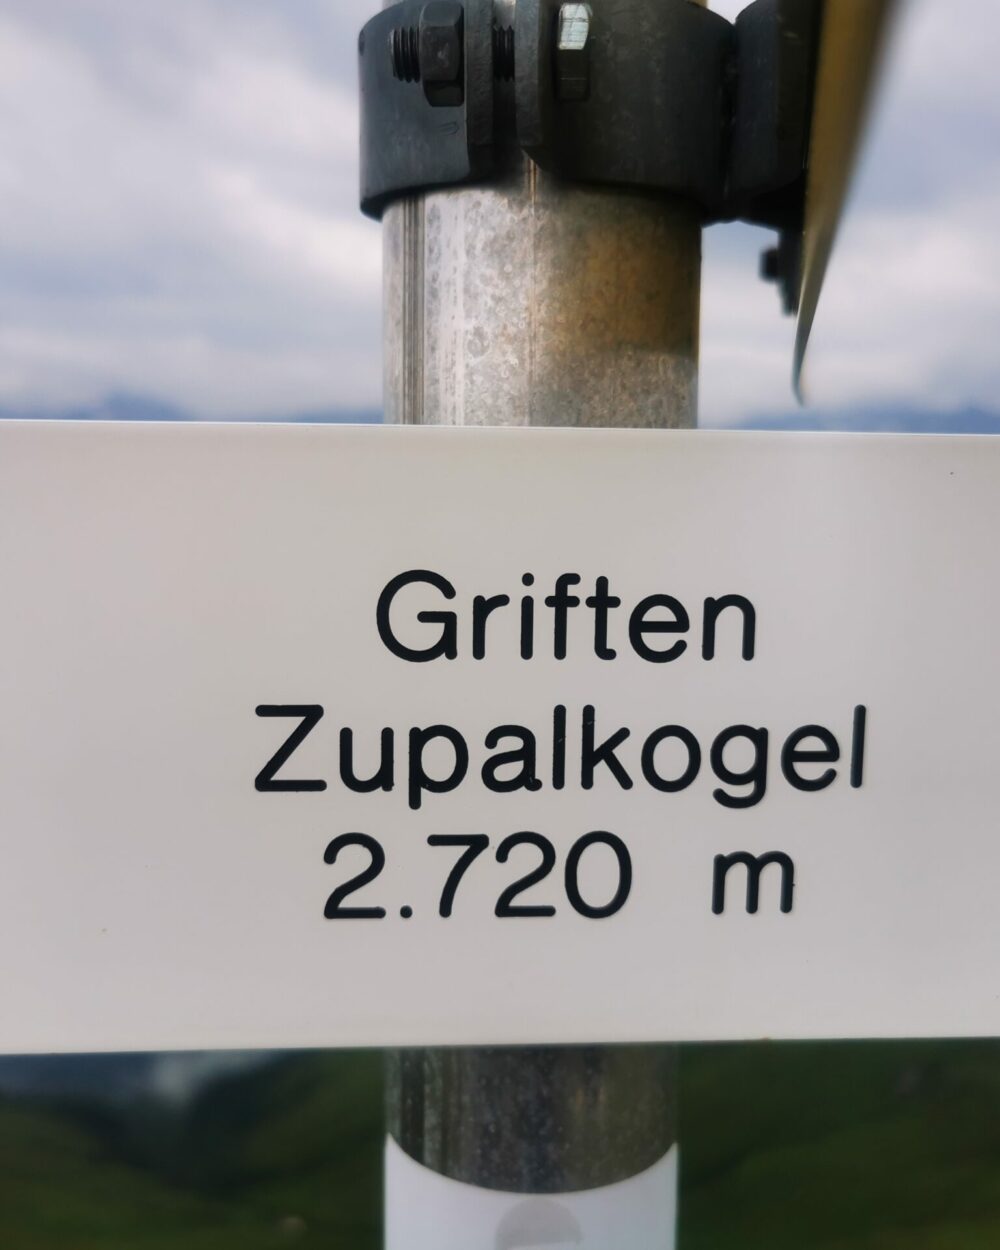 Griften
Zupalkogel
2.720 m